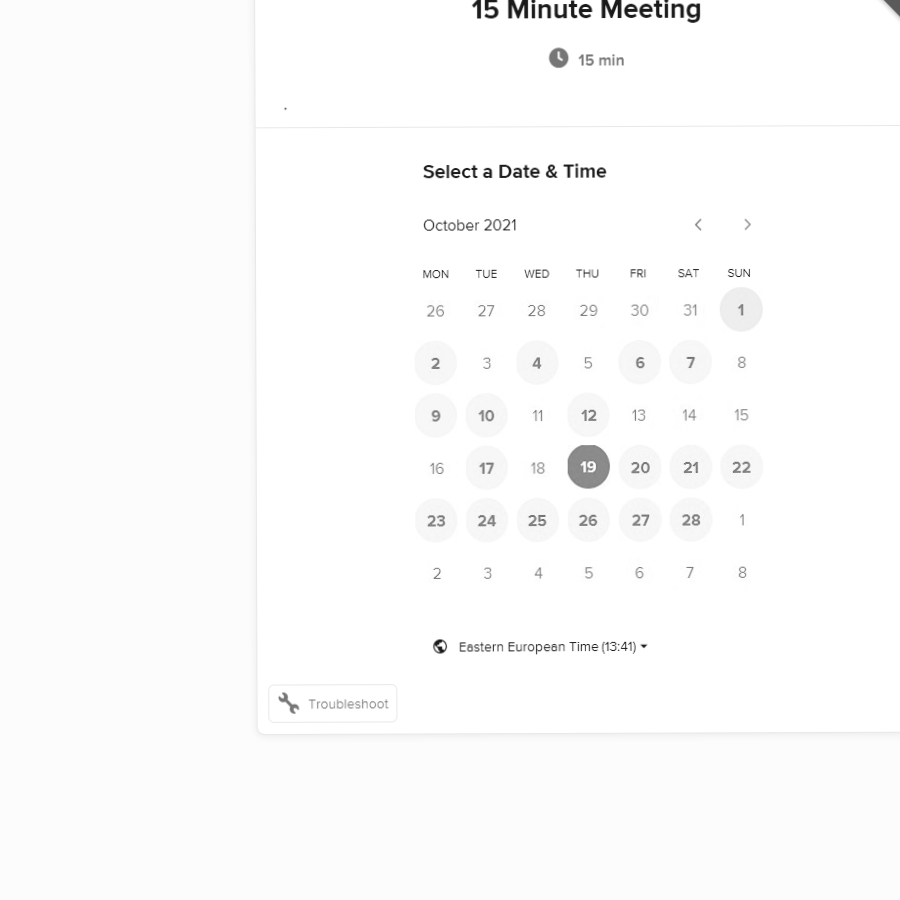 15 Minute Meeting
15 min
.
Select a Date & Time
October 2021
MON TUE WED THU FRI SAT SUN
26 27 28 29 30 31 1
2 3 4 5 6 7 8
9 10 11 12 13 14 15
16 17 18 19 20 21 22
23 24 25 26 27 28 1
2 3 4 5 6 7 8
Eastern European Time (13:41)
Troubleshoot